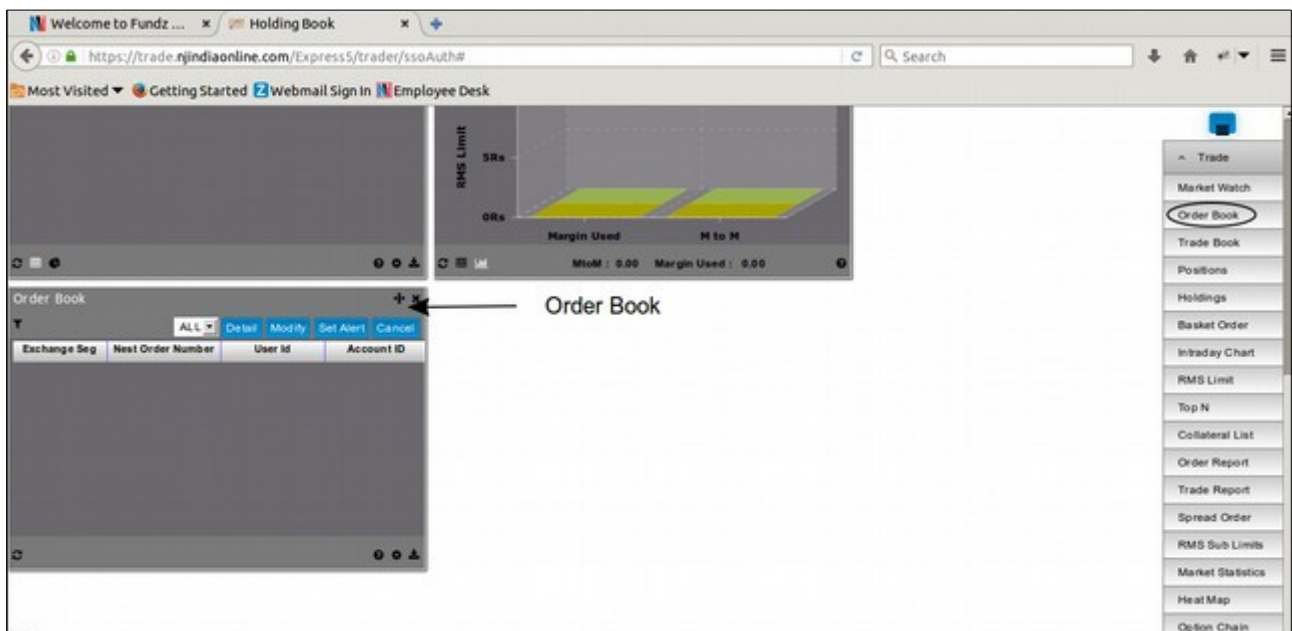 Welcome to Fundz ... ×
Holding Book ×
https://trade.njindiaonline.com/Express5/trader/ssoAuth#
Search
Most Visited Getting Started Webmail Sign In Employee Desk
RMS Limit
5Rs
0Rs
Margin Used M to M
MtoM : 0.00 Margin Used : 0.00
Order Book
ALL Detail Modify Set Alert Cancel
Exchange Seg Nest Order Number User Id Account ID
Order Book
Trade
Market Watch
Order Book
Trade Book
Positions
Holdings
Basket Order
Intraday Chart
RMS Limit
Top N
Collateral List
Order Report
Trade Report
Spread Order
RMS Sub Limits
Market Statistics
Heat Map
Option Chain